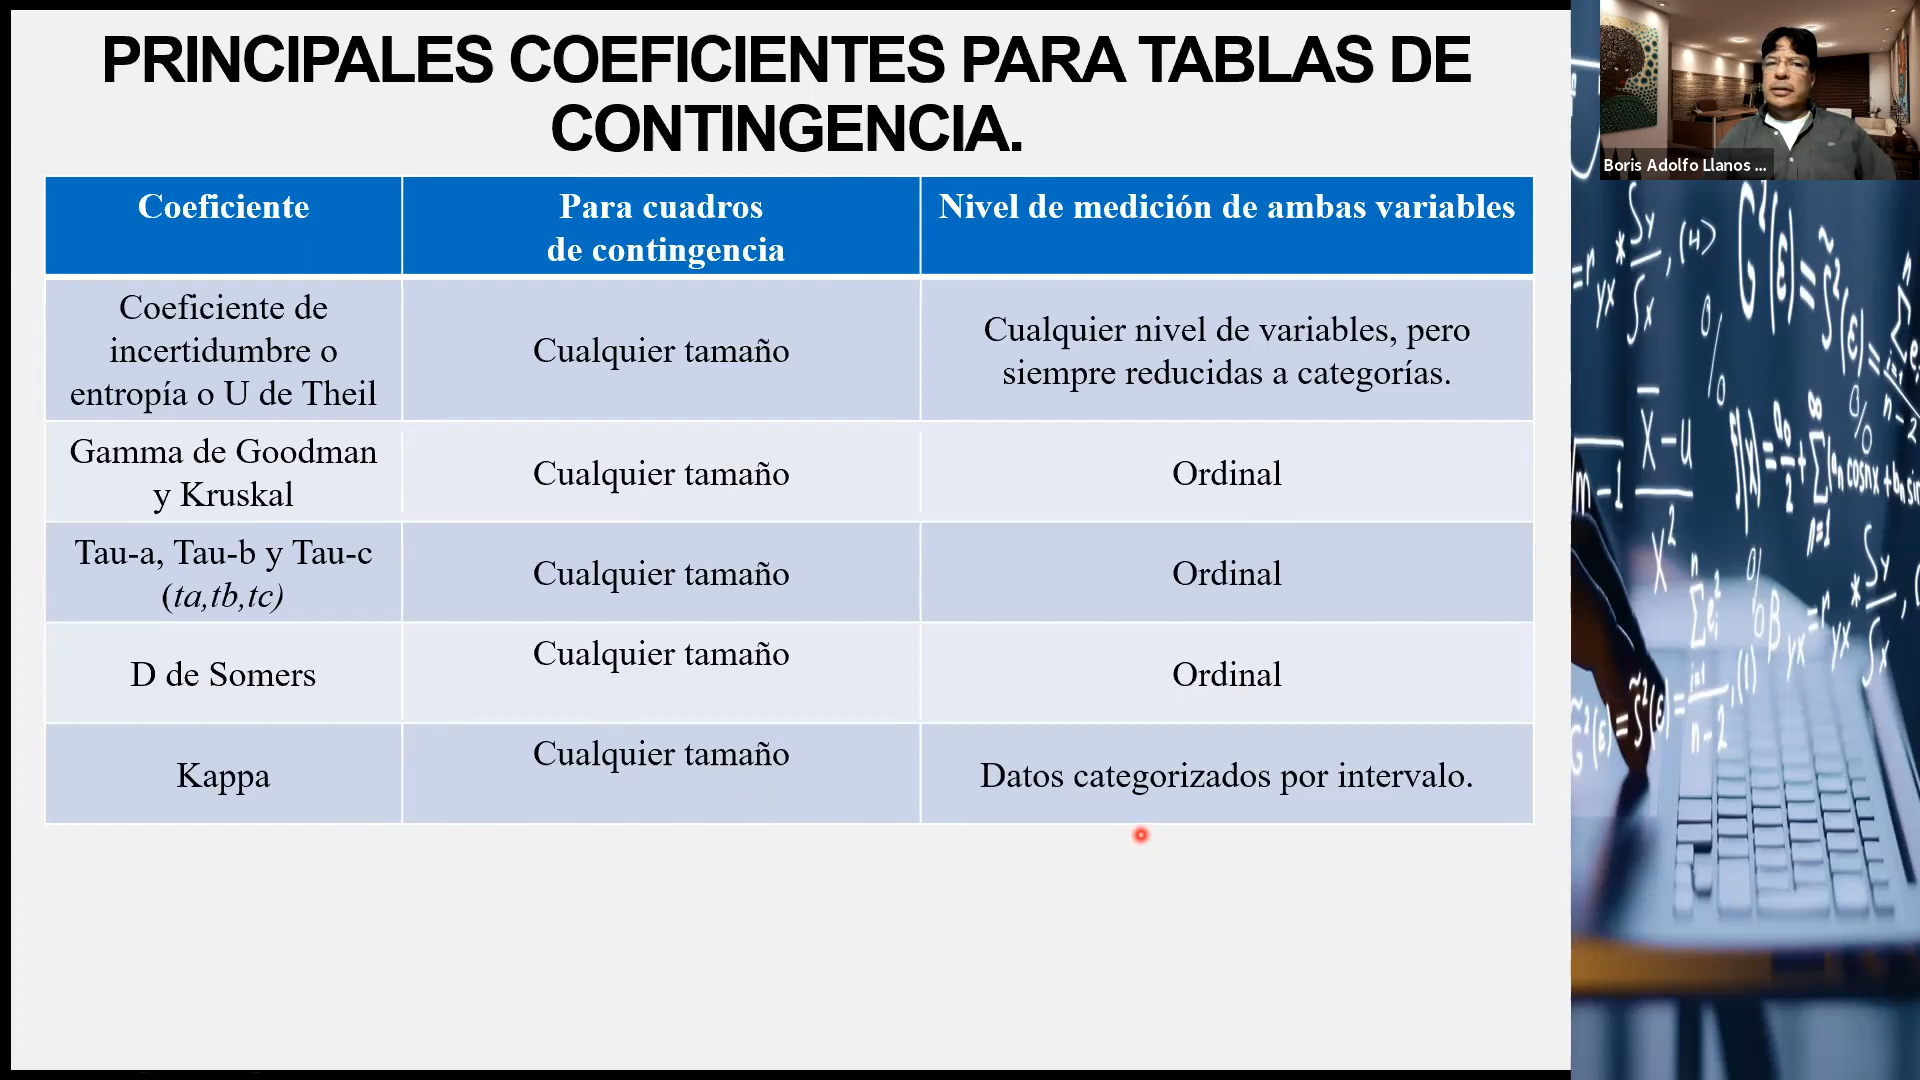 PRINCIPALES COEFICIENTES PARA TABLAS DE
CONTINGENCIA.
Coeficiente
Para cuadros
de contingencia
Nivel de medición de ambas variables
Coeficiente de
incertidumbre o
entropía o U de Theil
Cualquier tamaño
Cualquier nivel de variables, pero
siempre reducidas a categorías.
Gamma de Goodman
y Kruskal
Cualquier tamaño
Ordinal
Tau-a, Tau-b y Tau-c
(ta,tb,tc)
Cualquier tamaño
Ordinal
D de Somers
Cualquier tamaño
Ordinal
Kappa
Cualquier tamaño
Datos categorizados por intervalo.
Boris Adolfo Llanos ...